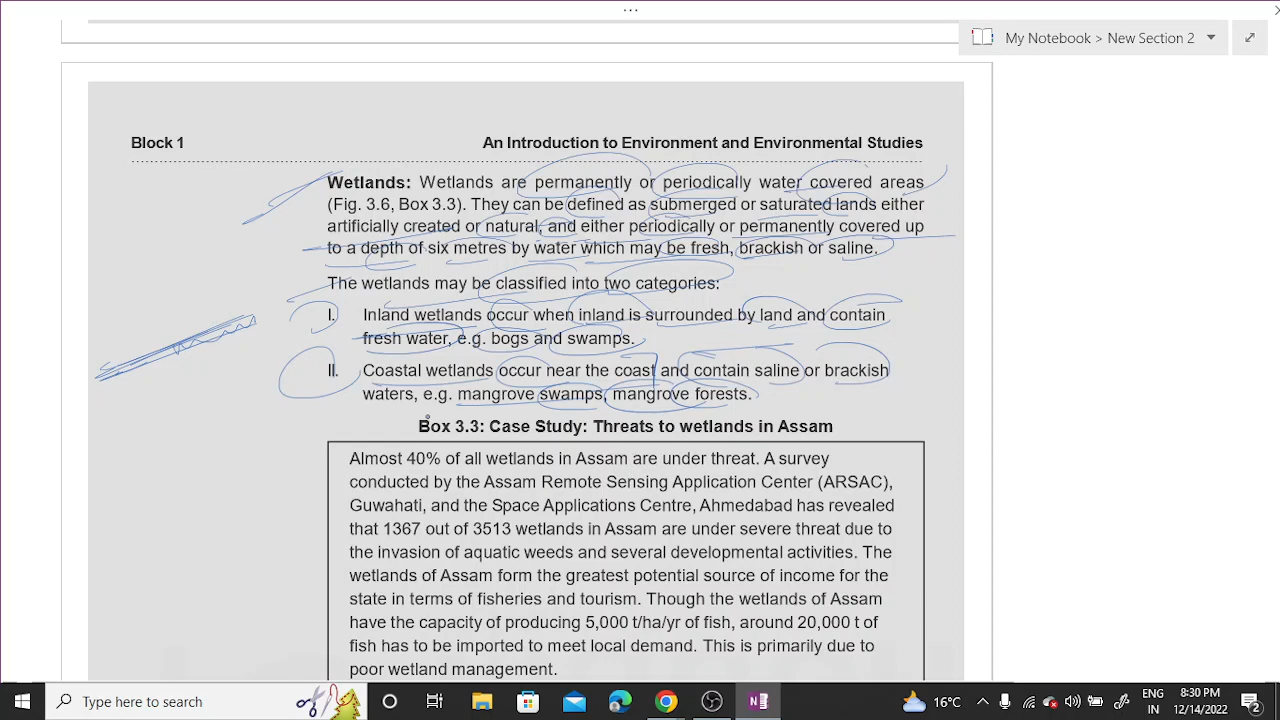 ...
My Notebook > New Section 2
Block 1 An Introduction to Environment and Environmental Studies
Wetlands: Wetlands are permanently or periodically water covered areas
(Fig. 3.6, Box 3.3). They can be defined as submerged or saturated lands either
artificially created or natural, and either periodically or permanently covered up
to a depth of six metres by water which may be fresh, brackish or saline.
The wetlands may be classified into two categories:
I. Inland wetlands occur when inland is surrounded by land and contain
fresh water, e.g. bogs and swamps.
II. Coastal wetlands occur near the coast and contain saline or brackish
waters, e.g. mangrove swamps, mangrove forests.
Box 3.3: Case Study: Threats to wetlands in Assam
Almost 40% of all wetlands in Assam are under threat. A survey
conducted by the Assam Remote Sensing Application Center (ARSAC),
Guwahati, and the Space Applications Centre, Ahmedabad has revealed
that 1367 out of 3513 wetlands in Assam are under severe threat due to
the invasion of aquatic weeds and several developmental activities. The
wetlands of Assam form the greatest potential source of income for the
state in terms of fisheries and tourism. Though the wetlands of Assam
have the capacity of producing 5,000 t/ha/yr of fish, around 20,000 t of
fish has to be imported to meet local demand. This is primarily due to
poor wetland management.
Type here to search
16°C
ENG
IN
8:30 PM
12/14/2022
2